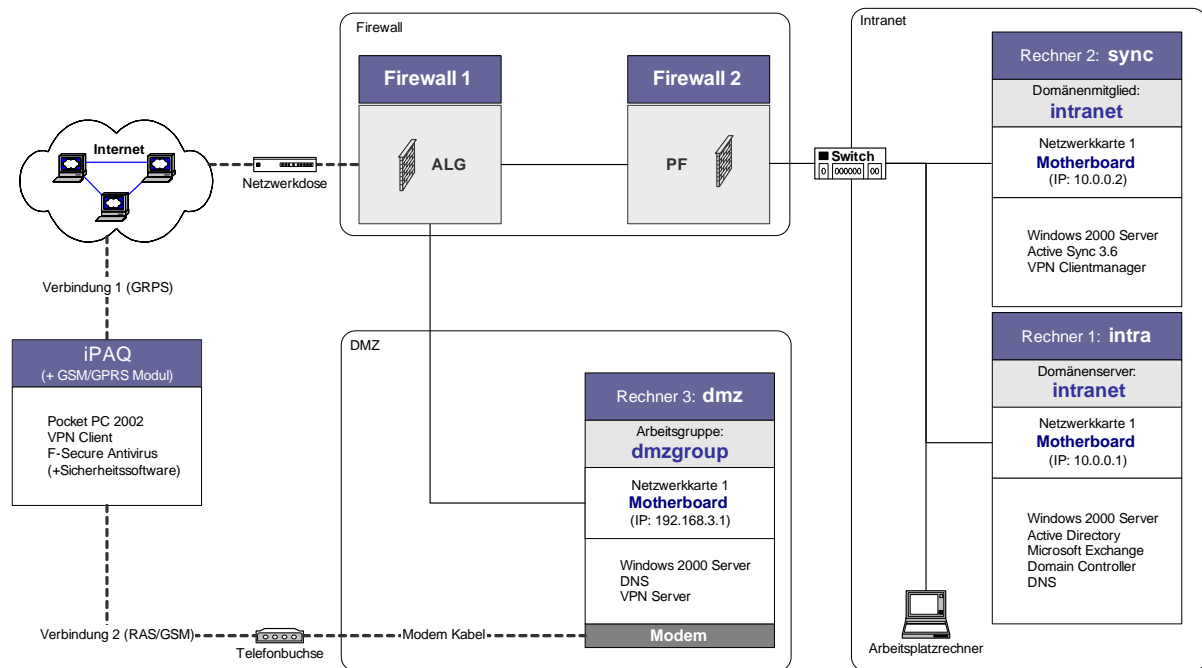 Firewall
Firewall 1
ALG
Firewall 2
PF
Internet
Netzwerkdose
Verbindung 1 (GRPS)
iPAQ
(+ GSM/GPRS Modul)
Pocket PC 2002
VPN Client
F-Secure Antivirus
(+Sicherheitssoftware)
Verbindung 2 (RAS/GSM)
Telefonbuchse
Modem Kabel
DMZ
Rechner 3: dmz
Arbeitsgruppe:
dmzgroup
Netzwerkkarte 1
Motherboard
(IP: 192.168.3.1)
Windows 2000 Server
DNS
VPN Server
Modem
Intranet
Switch
0 000000 00
Rechner 2: sync
Domänenmitglied:
intranet
Netzwerkkarte 1
Motherboard
(IP: 10.0.0.2)
Windows 2000 Server
Active Sync 3.6
VPN Clientmanager
Rechner 1: intra
Domänenserver:
intranet
Netzwerkkarte 1
Motherboard
(IP: 10.0.0.1)
Windows 2000 Server
Active Directory
Microsoft Exchange
Domain Controller
DNS
Arbeitsplatzrechner